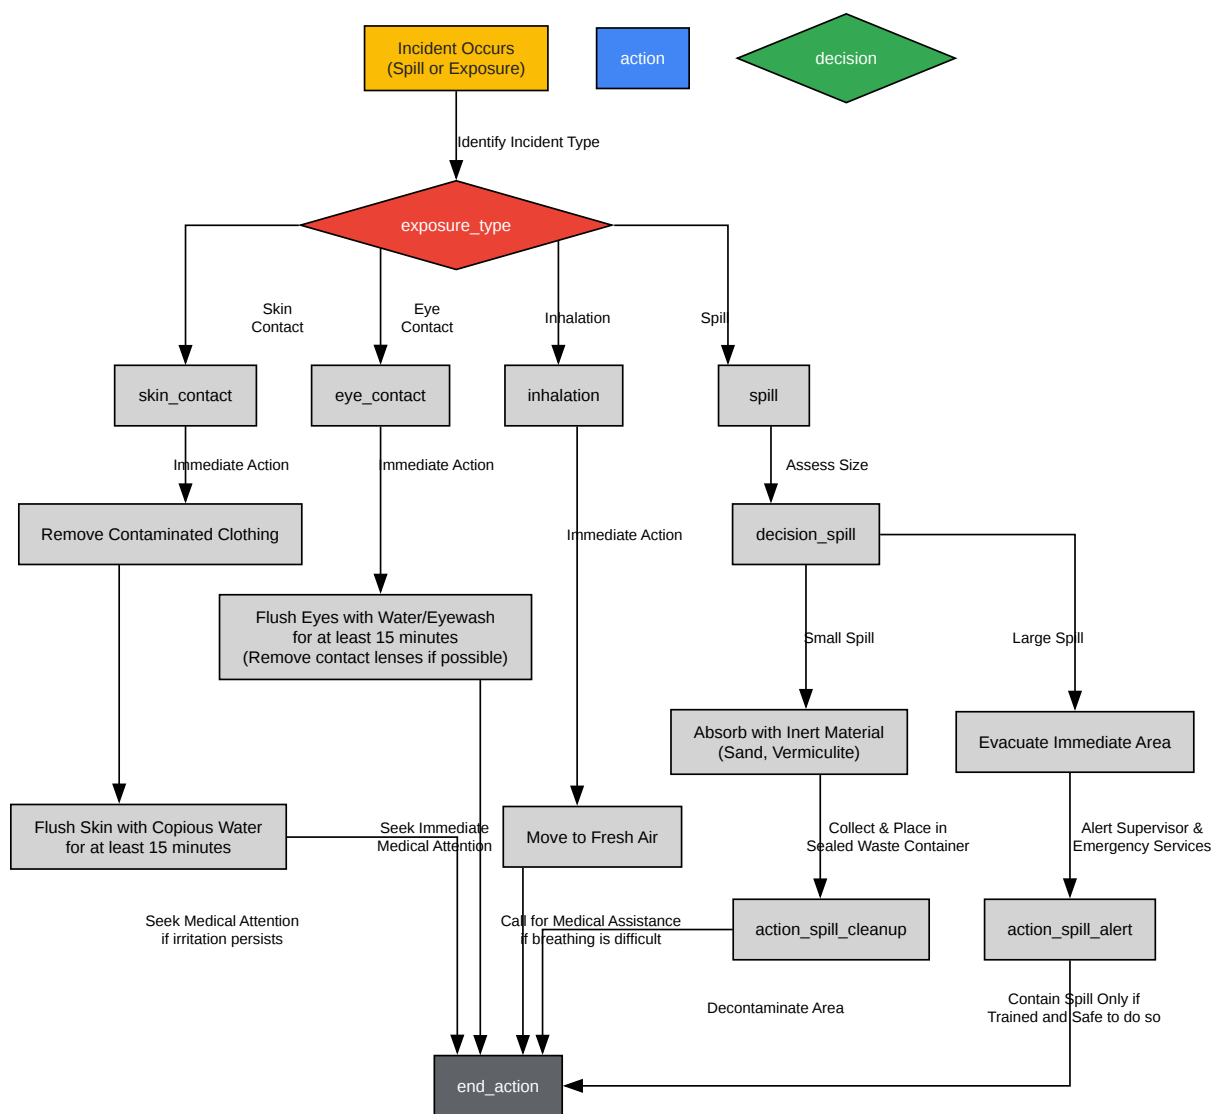 Incident Occurs
(Spill or Exposure)
action
decision
Identify Incident Type
exposure_type
Skin
Contact
Eye
Contact
Inhalation
Spill
skin_contact
eye_contact
inhalation
spill
Immediate Action
Immediate Action
Assess Size
Remove Contaminated Clothing
Immediate Action
decision_spill
Flush Eyes with Water/Eyewash
for at least 15 minutes
(Remove contact lenses if possible)
Small Spill
Large Spill
Absorb with Inert Material
(Sand, Vermiculite)
Evacuate Immediate Area
Flush Skin with Copious Water
for at least 15 minutes
Seek Immediate
Medical Attention
Move to Fresh Air
Collect & Place in
Sealed Waste Container
Alert Supervisor &
Emergency Services
Seek Medical Attention
if irritation persists
Call for Medical Assistance
if breathing is difficult
action_spill_cleanup
action_spill_alert
Decontaminate Area
Contain Spill Only if
Trained and Safe to do so
end_action